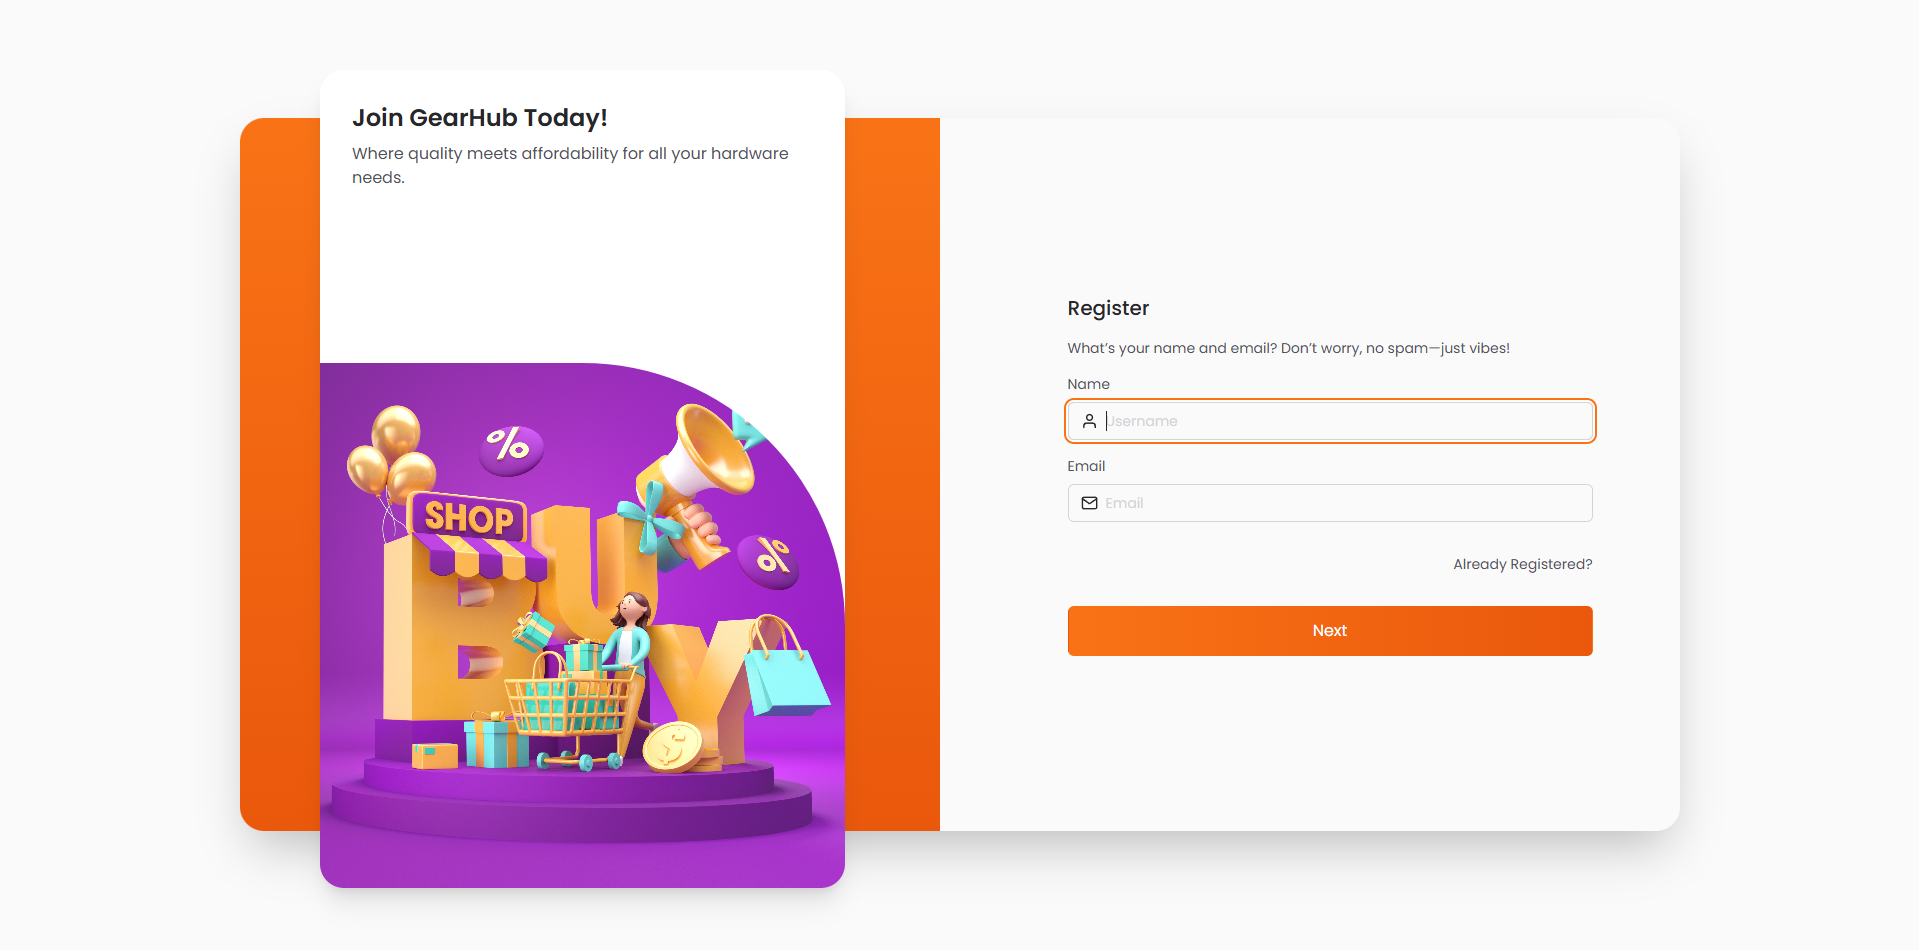 Join GearHub Today!
Where quality meets affordability for all your hardware
needs.
%
SHOP
%
BUY
$
Register
What’s your name and email? Don’t worry, no spam—just vibes!
Name
Username
Email
Email
Already Registered?
Next